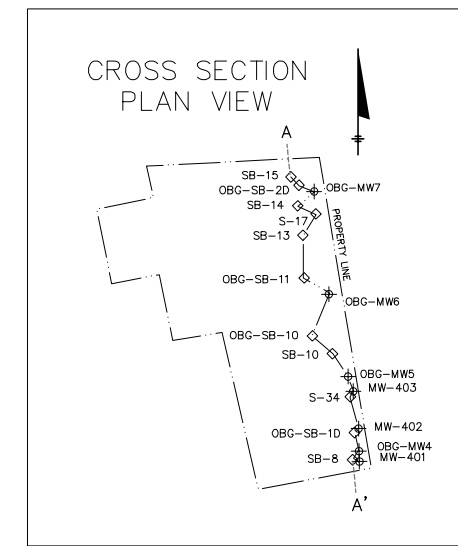 CROSS SECTION
PLAN VIEW
A
SB-15
OBG-SB-2D
OBG-MW7
SB-14
S-17
SB-13
PROPERTY LINE
OBG-SB-11
OBG-MW6
OBG-SB-10
SB-10
OBG-MW5
MW-403
S-34
MW-402
OBG-SB-1D
OBG-MW4
SB-8
MW-401
A'